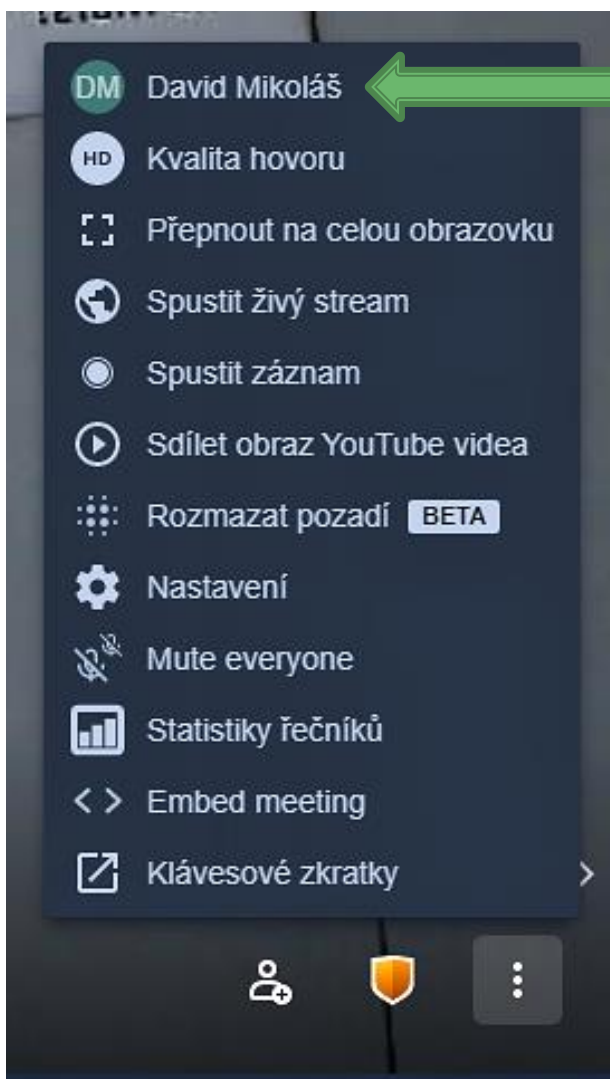 DM David Mikoláš
HD Kvalita hovoru
Přepnout na celou obrazovku
Spustit živý stream
Spustit záznam
Sdílet obraz YouTube videa
Rozmazat pozadí BETA
Nastavení
Mute everyone
Statistiky řečníků
Embed meeting
Klávesové zkratky